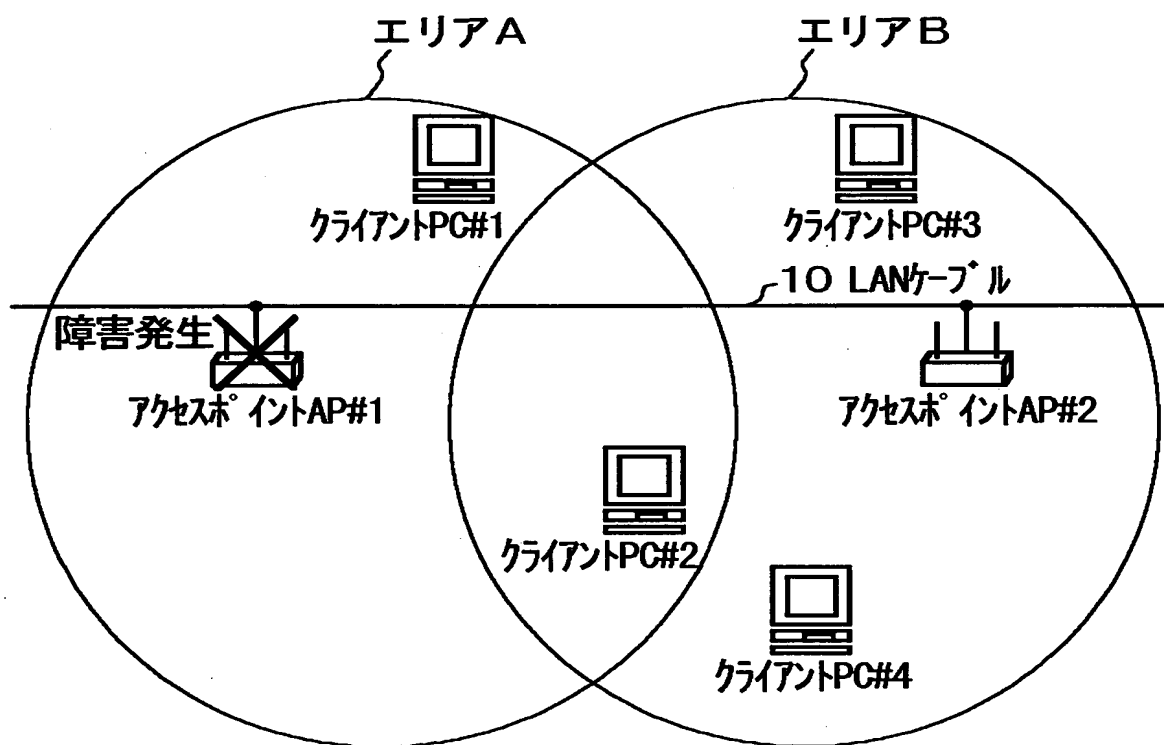 エリアA
エリアB
クライアントPC#1
クライアントPC#3
10 LANケーブル
障害発生
アクセスポイントAP#1
アクセスポイントAP#2
クライアントPC#2
クライアントPC#4